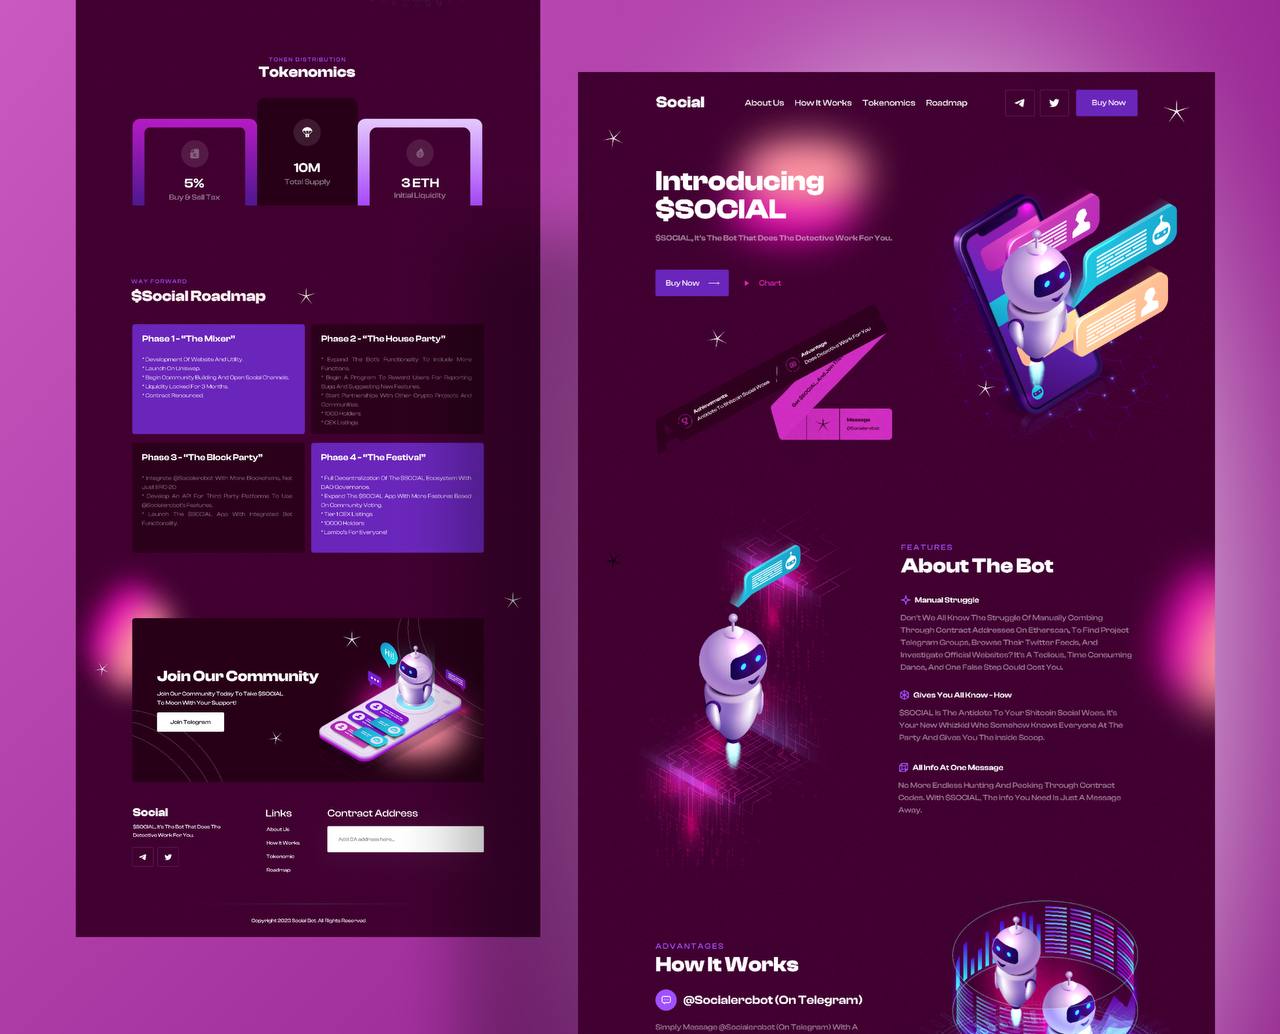 TOKEN DISTRIBUTION
Tokenomics
5%
Buy & Sell Tax
10M
Total Supply
3 ETH
Initial Liquidity
WAY FORWARD
$Social Roadmap
Phase 1 - “The Mixer”
* Development Of Website And Utility.
* Launch On Uniswap.
* Begin Community Building And Open Social Channels.
* Liquidity Locked For 3 Months.
* Contract Renounced.
Phase 2 - “The House Party”
* Expand The Bot's Functionality To Include More
Functions.
* Begin A Program To Reward Users For Reporting
Bugs And Suggesting New Features.
* Start Partnerships With Other Crypto Projects And
Communities.
* 1000 Holders
* CEX Listings
Phase 3 - “The Block Party”
* Integrate @Socialercbot With More Blockchains, Not
Just ERC-20
* Develop An API For Third Party Platforms To Use
@Socialercbot's Features.
* Launch The $SOCIAL App With Integrated Bot
Functionality.
Phase 4 - “The Festival”
* Full Decentralization Of The $SOCIAL Ecosystem With
DAO Governance.
* Expand The $SOCIAL App With More Features Based
On Community Voting.
* Tier 1 CEX Listings
* 10000 Holders
* Lambo's For Everyone!
Join Our Community
Join Our Community Today To Take $SOCIAL
To Moon With Your Support!
Join Telegram
Hi!
Social
$SOCIAL, It's The Bot That Does The
Detective Work For You.
Links
About Us
How It Works
Tokenomic
Roadmap
Contract Address
Add CA address here...
Copyright 2023 Social Bot. All Rights Reserved
Social
About Us
How It Works
Tokenomics
Roadmap
Buy Now
Introducing
$SOCIAL
$SOCIAL, It's The Bot That Does The Detective Work For You.
Buy Now
Chart
Achievements
Antidote To Shitcoin Social Woes
Advantage
Does Detective Work For You
Get $SOCIAL, And Join
Message
@Socialercbot
FEATURES
About The Bot
Manual Struggle
Don't We All Know The Struggle Of Manually Combing
Through Contract Addresses On Etherscan, To Find Project
Telegram Groups, Browse Their Twitter Feeds, And
Investigate Official Websites? It's A Tedious, Time Consuming
Dance, And One False Step Could Cost You.
Gives You All Know - How
$SOCIAL Is The Antidote To Your Shitcoin Social Woes. It's
Your New Whizkid Who Somehow Knows Everyone At The
Party And Gives You The Inside Scoop.
All Info At One Message
No More Endless Hunting And Pecking Through Contract
Codes. With $SOCIAL, The Info You Need Is Just A Message
Away.
ADVANTAGES
How It Works
@Socialercbot (On Telegram)
Simply Message @Socialercbot (On Telegram) With A